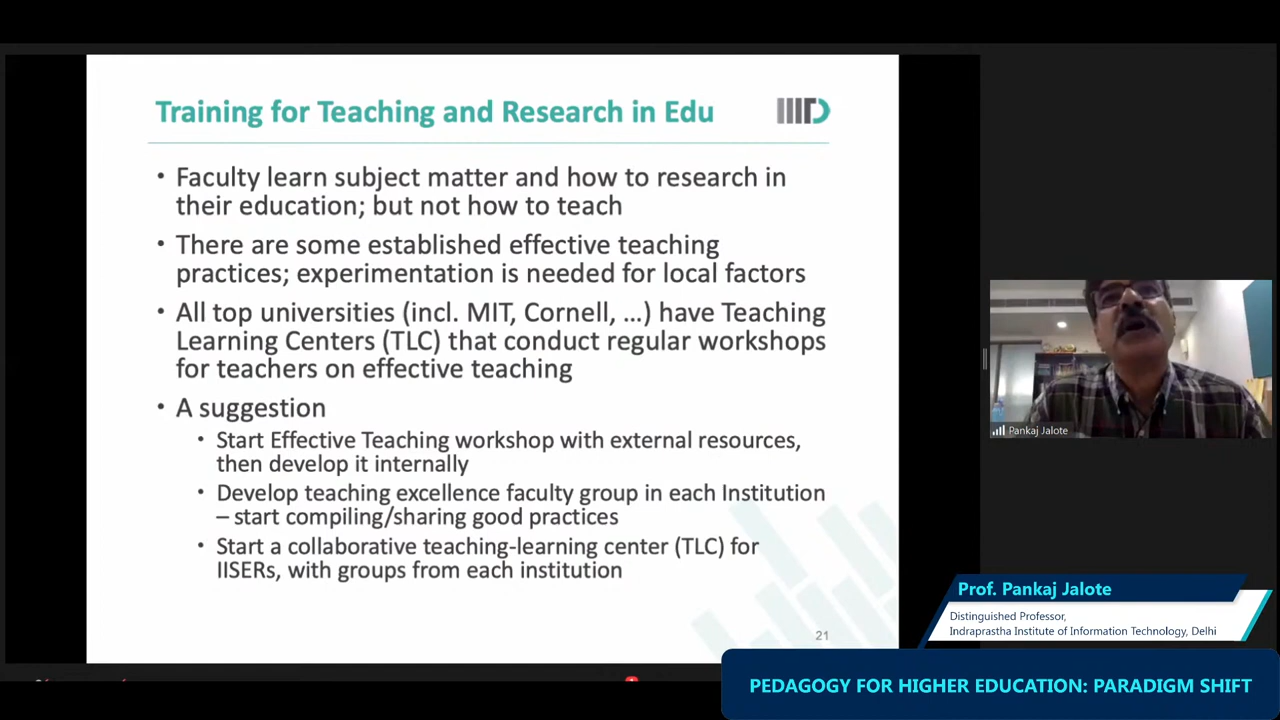 Training for Teaching and Research in Edu
IIITD
• Faculty learn subject matter and how to research in
their education; but not how to teach
• There are some established effective teaching
practices; experimentation is needed for local factors
• All top universities (incl. MIT, Cornell, …) have Teaching
Learning Centers (TLC) that conduct regular workshops
for teachers on effective teaching
• A suggestion
• Start Effective Teaching workshop with external resources,
then develop it internally
• Develop teaching excellence faculty group in each Institution
– start compiling/sharing good practices
• Start a collaborative teaching-learning center (TLC) for
IISERs, with groups from each institution
21
Pankaj Jalote
Prof. Pankaj Jalote
Distinguished Professor,
Indraprastha Institute of Information Technology, Delhi
PEDAGOGY FOR HIGHER EDUCATION: PARADIGM SHIFT